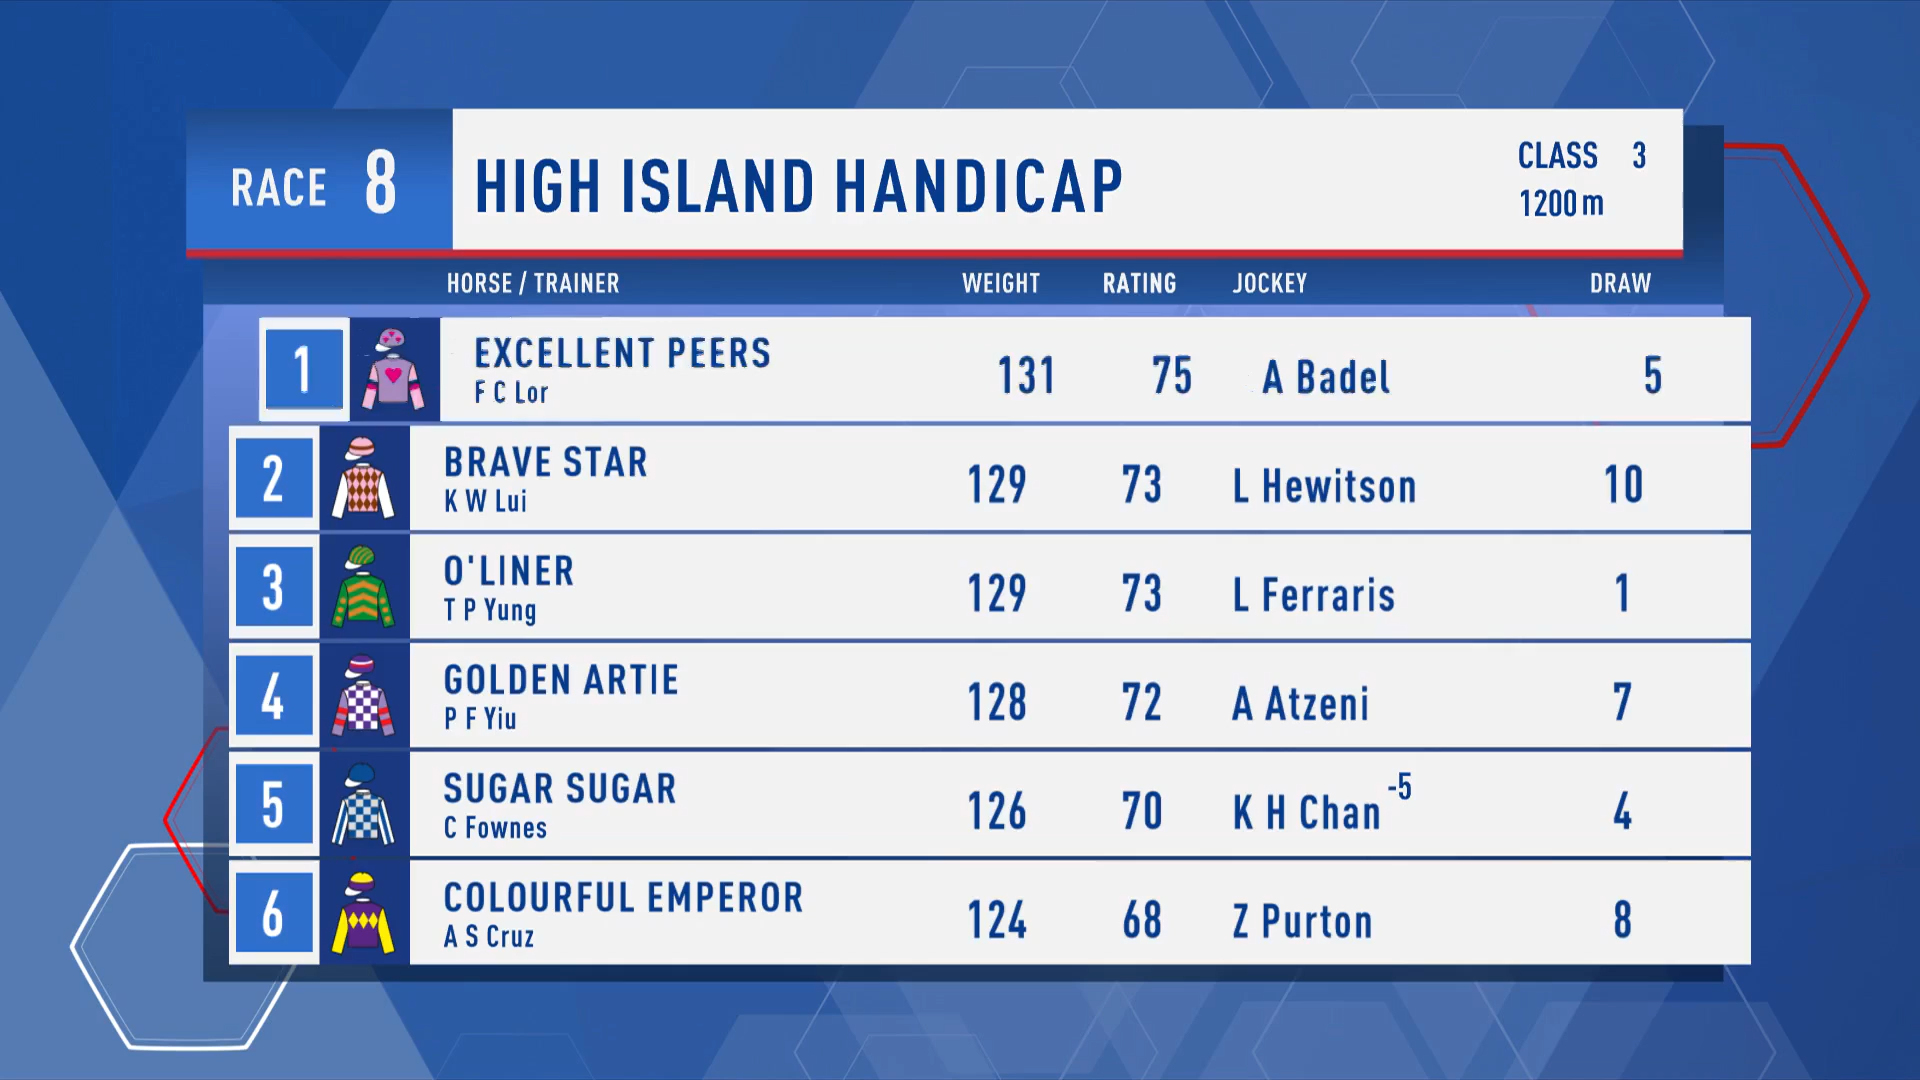 RACE 8
HIGH ISLAND HANDICAP
CLASS 3
1200m
HORSE / TRAINER WEIGHT RATING JOCKEY DRAW
1 EXCELLENT PEERS 131 75 A Badel 5
F C Lor
2 BRAVE STAR 129 73 L Hewitson 10
K W Lui
3 O'LINER 129 73 L Ferraris 1
T P Yung
4 GOLDEN ARTIE 128 72 A Atzeni 7
P F Yiu
5 SUGAR SUGAR 126 70 K H Chan -5 4
C Fownes
6 COLOURFUL EMPEROR 124 68 Z Purton 8
A S Cruz